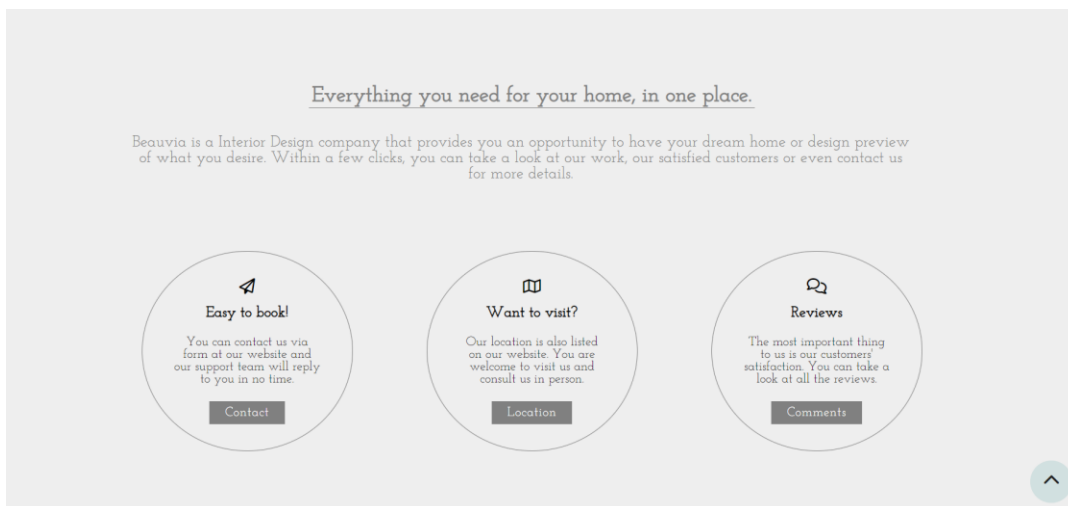 Everything you need for your home, in one place.
Beauvia is a Interior Design company that provides you an opportunity to have your dream home or design preview
of what you desire. Within a few clicks, you can take a look at our work, our satisfied customers or even contact us
for more details.
Easy to book!
You can contact us via
form at our website and
our support team will reply
to you in no time.
Contact
Want to visit?
Our location is also listed
on our website. You are
welcome to visit us and
consult us in person.
Location
Reviews
The most important thing
to us is our customers'
satisfaction. You can take a
look at all the reviews.
Comments